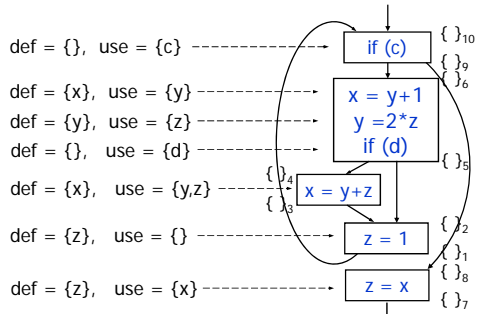 { }10
def = {}, use = {c}
if (c)
{ }9
{ }6
def = {x}, use = {y}
x = y+1
def = {y}, use = {z}
y =2*z
def = {}, use = {d}
if (d)
{ }5
{ }4
def = {x}, use = {y,z}
x = y+z
{ }3
{ }2
def = {z}, use = {}
z = 1
{ }1
{ }8
def = {z}, use = {x}
z = x
{ }7